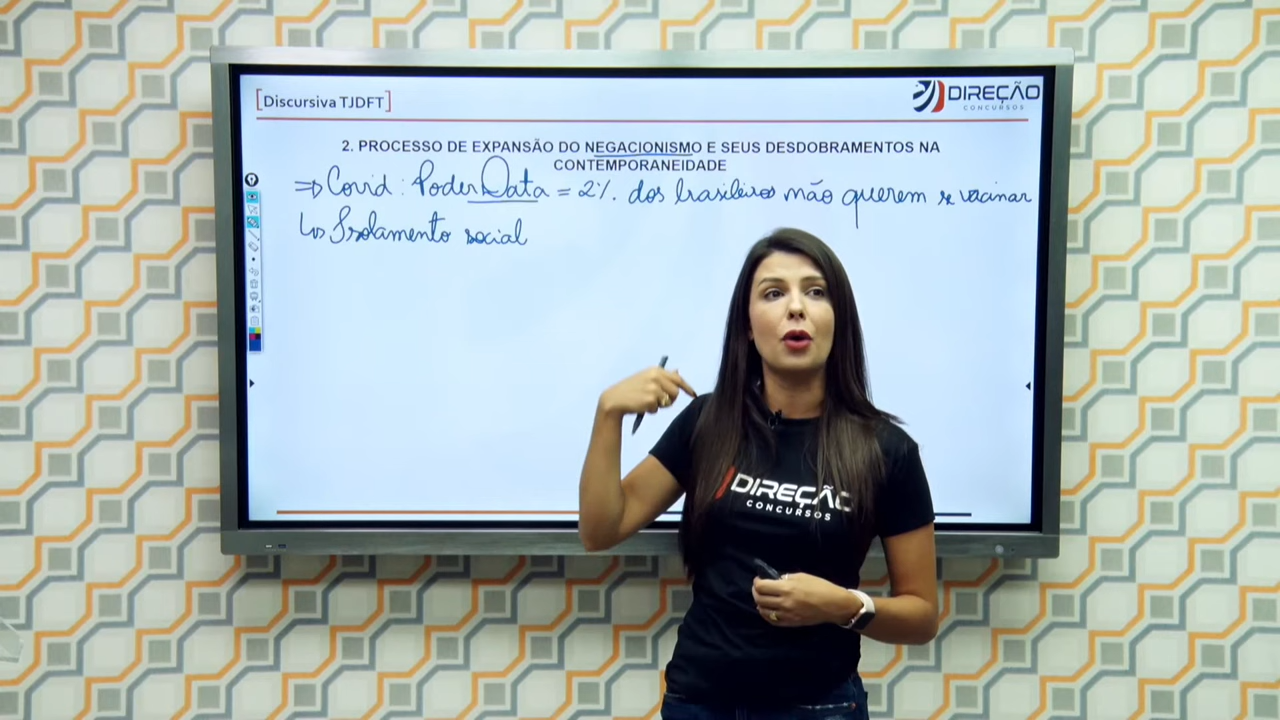 [Discursiva TJDFT]
DIREÇÃO
CONCURSOS
2. PROCESSO DE EXPANSÃO DO NEGACIONISMO E SEUS DESDOBRAMENTOS NA
CONTEMPORANEIDADE
⇒ Covid: PoderData = 2% dos brasileiros não querem se vacinar
↳ Isolamento social
DIREÇÃO
CONCURSOS